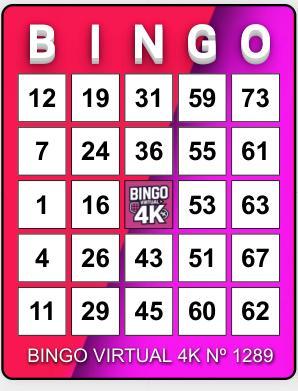 B I N G O
12 19 31 59 73
7 24 36 55 61
1 16 BINGO VIRTUAL 4K 53 63
4 26 43 51 67
11 29 45 60 62
BINGO VIRTUAL 4K Nº 1289